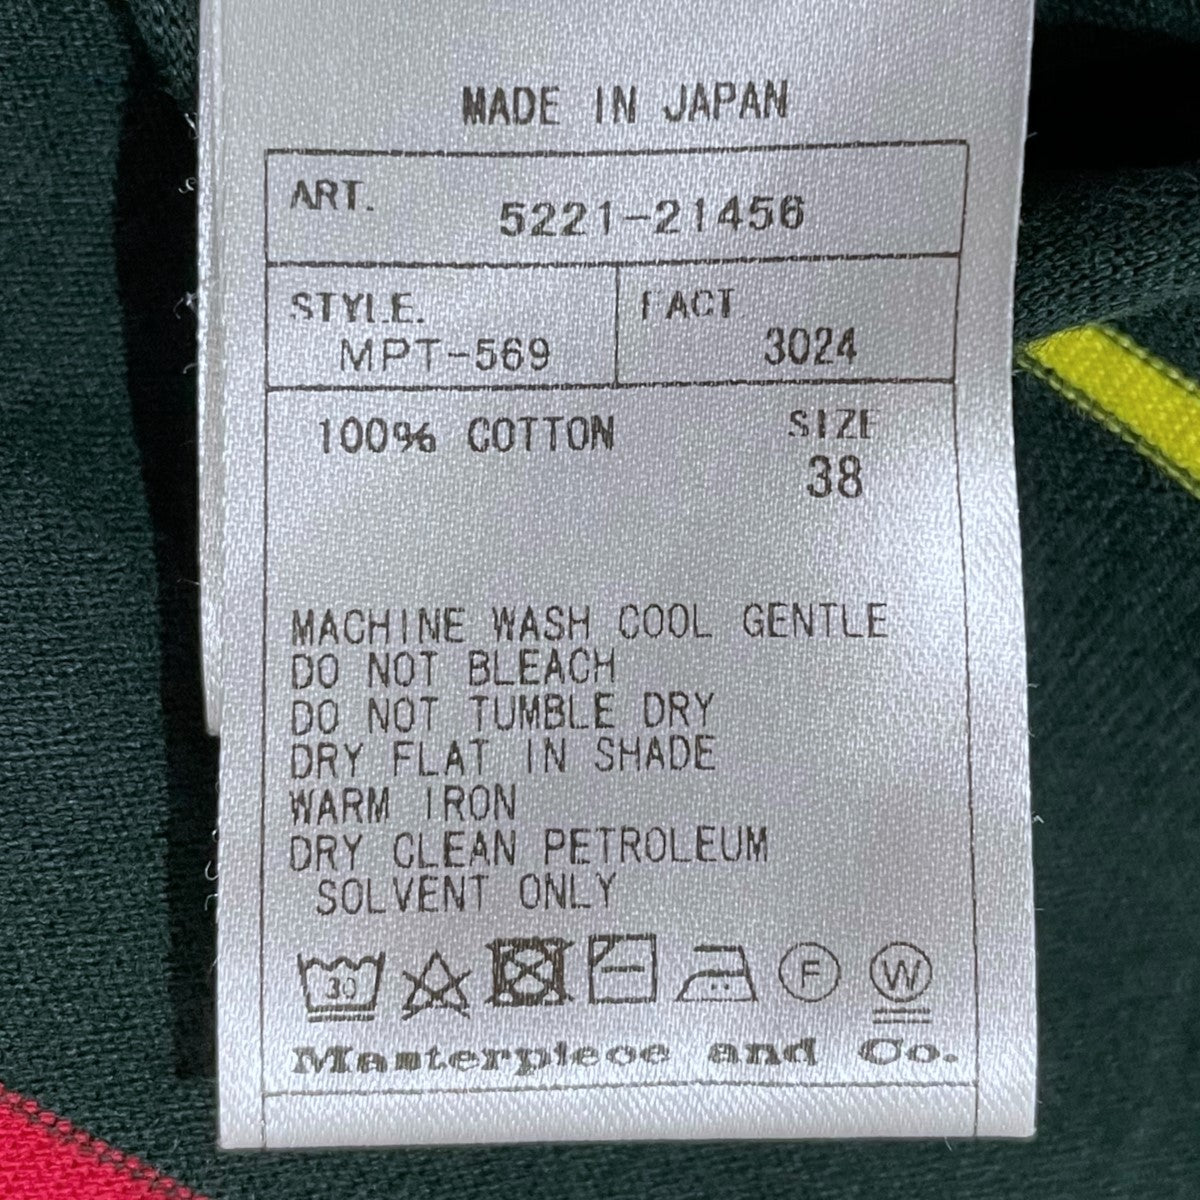 MADE IN JAPAN
ART. 5221-21456
STYLE. FACT
MPT-569 3024
100% COTTON SIZE
38
MACHINE WASH COOL GENTLE
DO NOT BLEACH
DO NOT TUMBLE DRY
DRY FLAT IN SHADE
WARM IRON
DRY CLEAN PETROLEUM
SOLVENT ONLY
30 F W
Masterpiece and Co.